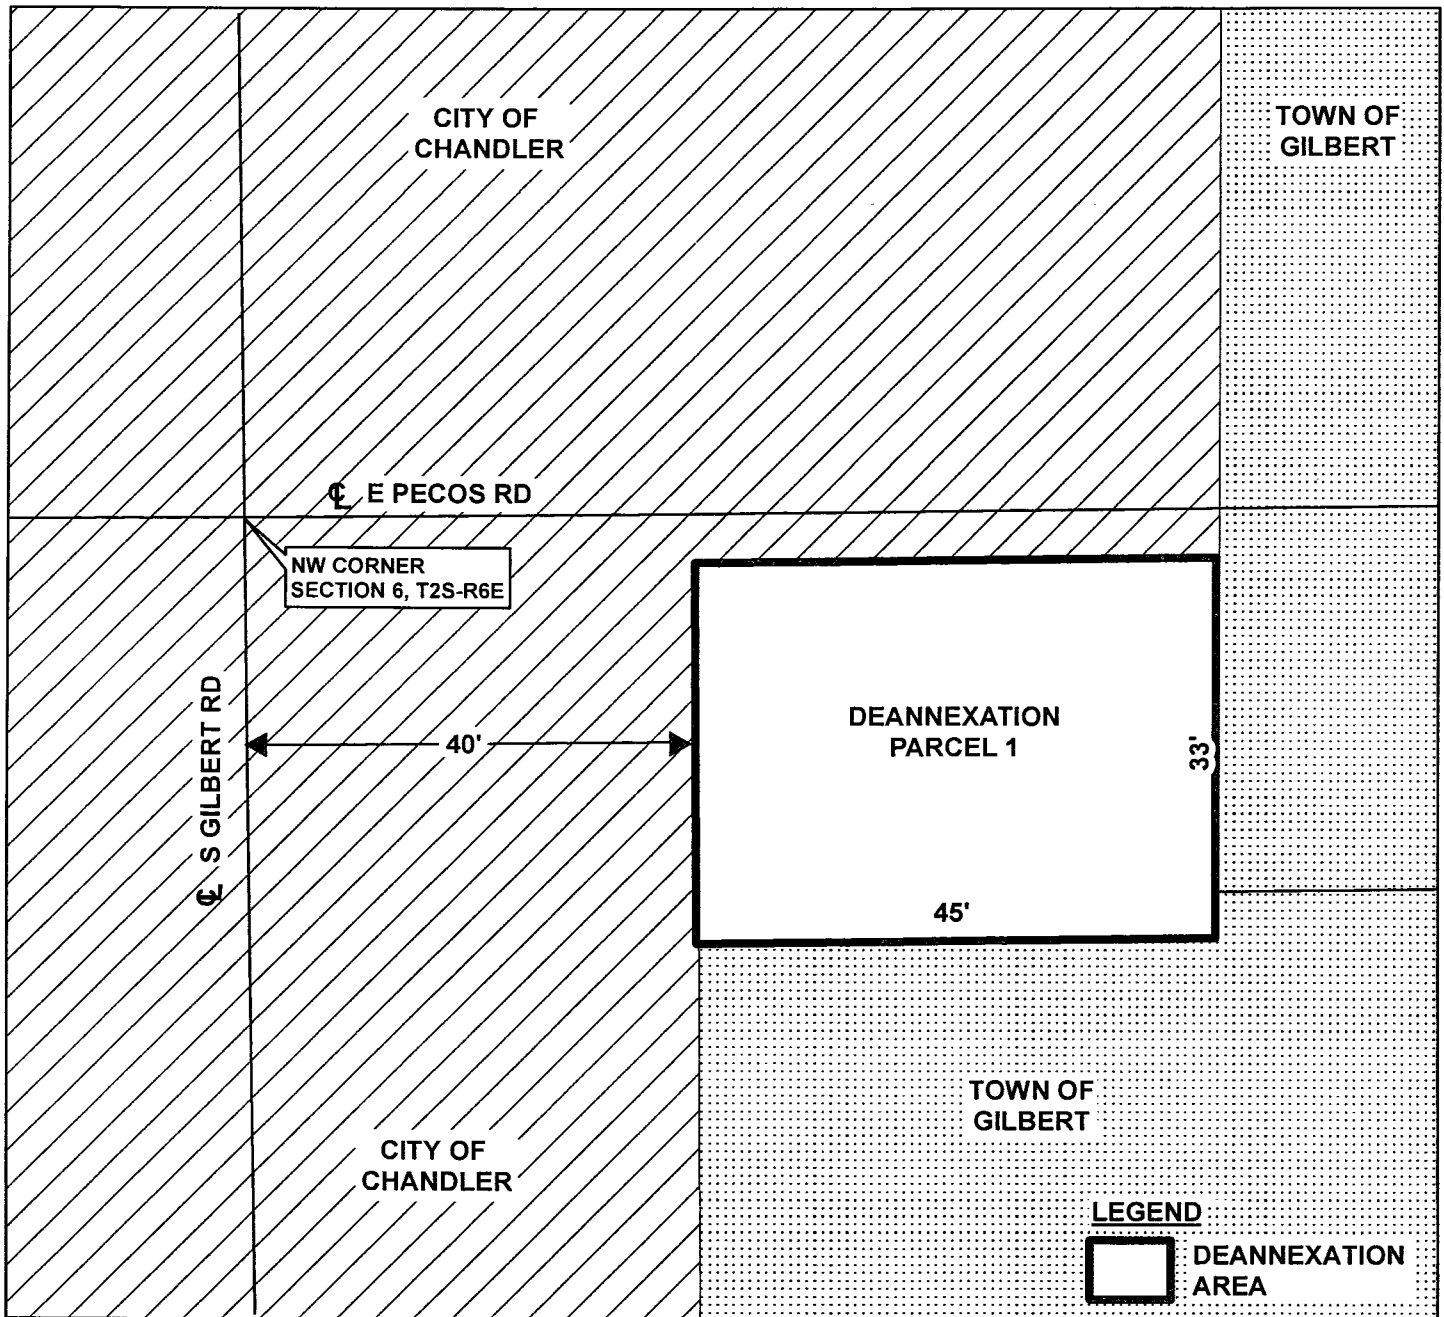 CITY OF
CHANDLER
TOWN OF
GILBERT
℄ E PECOS RD
NW CORNER
SECTION 6, T2S-R6E
℄ S GILBERT RD
40'
DEANNEXATION
PARCEL 1
33'
45'
TOWN OF
GILBERT
CITY OF
CHANDLER
LEGEND
DEANNEXATION
AREA